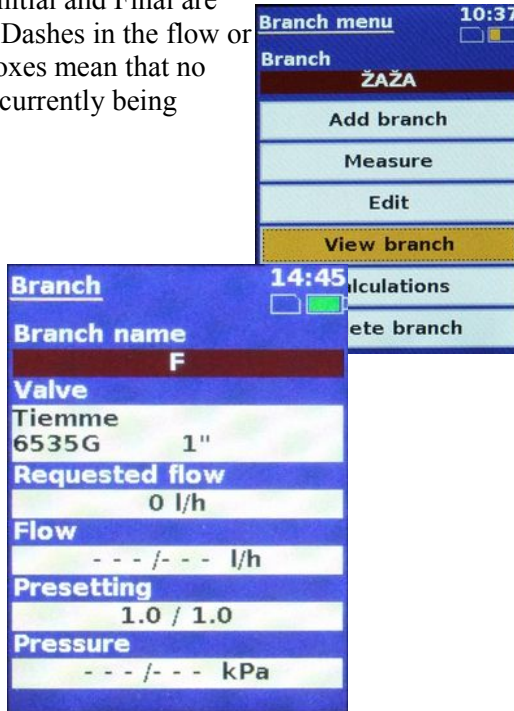 nitial and Final are
Dashes in the flow or
oxes mean that no
currently being
Branch menu 10:37
Branch
ŽAŽA
Add branch
Measure
Edit
View branch
lculations
ete branch
Branch 14:45
Branch name
F
Valve
Tiemme
6535G 1"
Requested flow
0 l/h
Flow
- - - /- - - l/h
Presetting
1.0 / 1.0
Pressure
- - - /- - - kPa